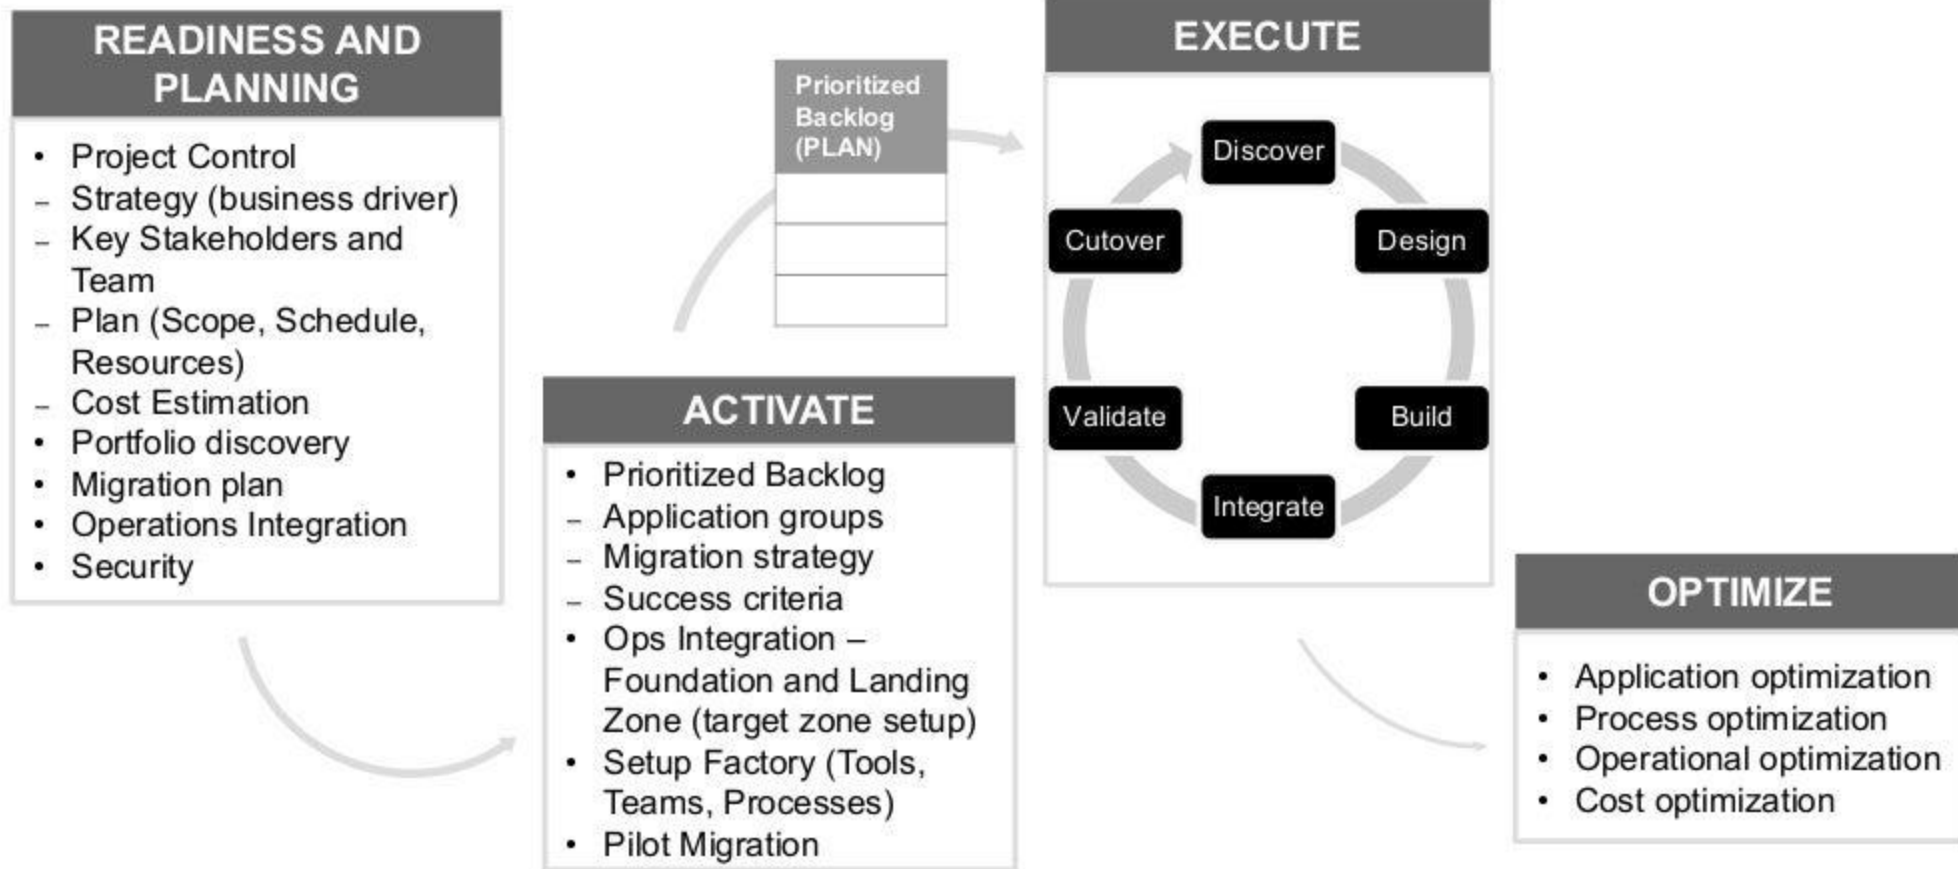 READINESS AND
PLANNING
• Project Control
– Strategy (business driver)
– Key Stakeholders and
Team
– Plan (Scope, Schedule,
Resources)
– Cost Estimation
• Portfolio discovery
• Migration plan
• Operations Integration
• Security
ACTIVATE
• Prioritized Backlog
– Application groups
– Migration strategy
– Success criteria
• Ops Integration –
Foundation and Landing
Zone (target zone setup)
• Setup Factory (Tools,
Teams, Processes)
• Pilot Migration
Prioritized
Backlog
(PLAN)
EXECUTE
Discover
Design
Build
Integrate
Validate
Cutover
OPTIMIZE
• Application optimization
• Process optimization
• Operational optimization
• Cost optimization